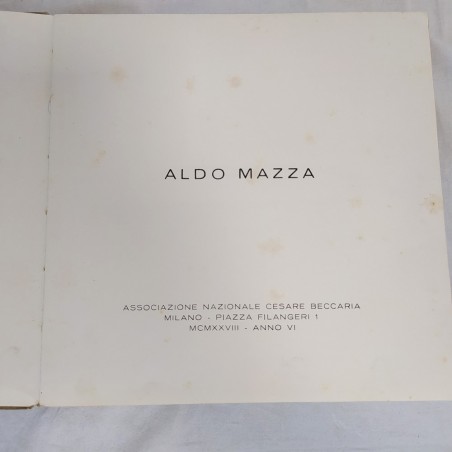 ALDO MAZZA
ASSOCIAZIONE NAZIONALE CESARE BECCARIA
MILANO - PIAZZA FILANGERI 1
MCMXXVIII - ANNO VI